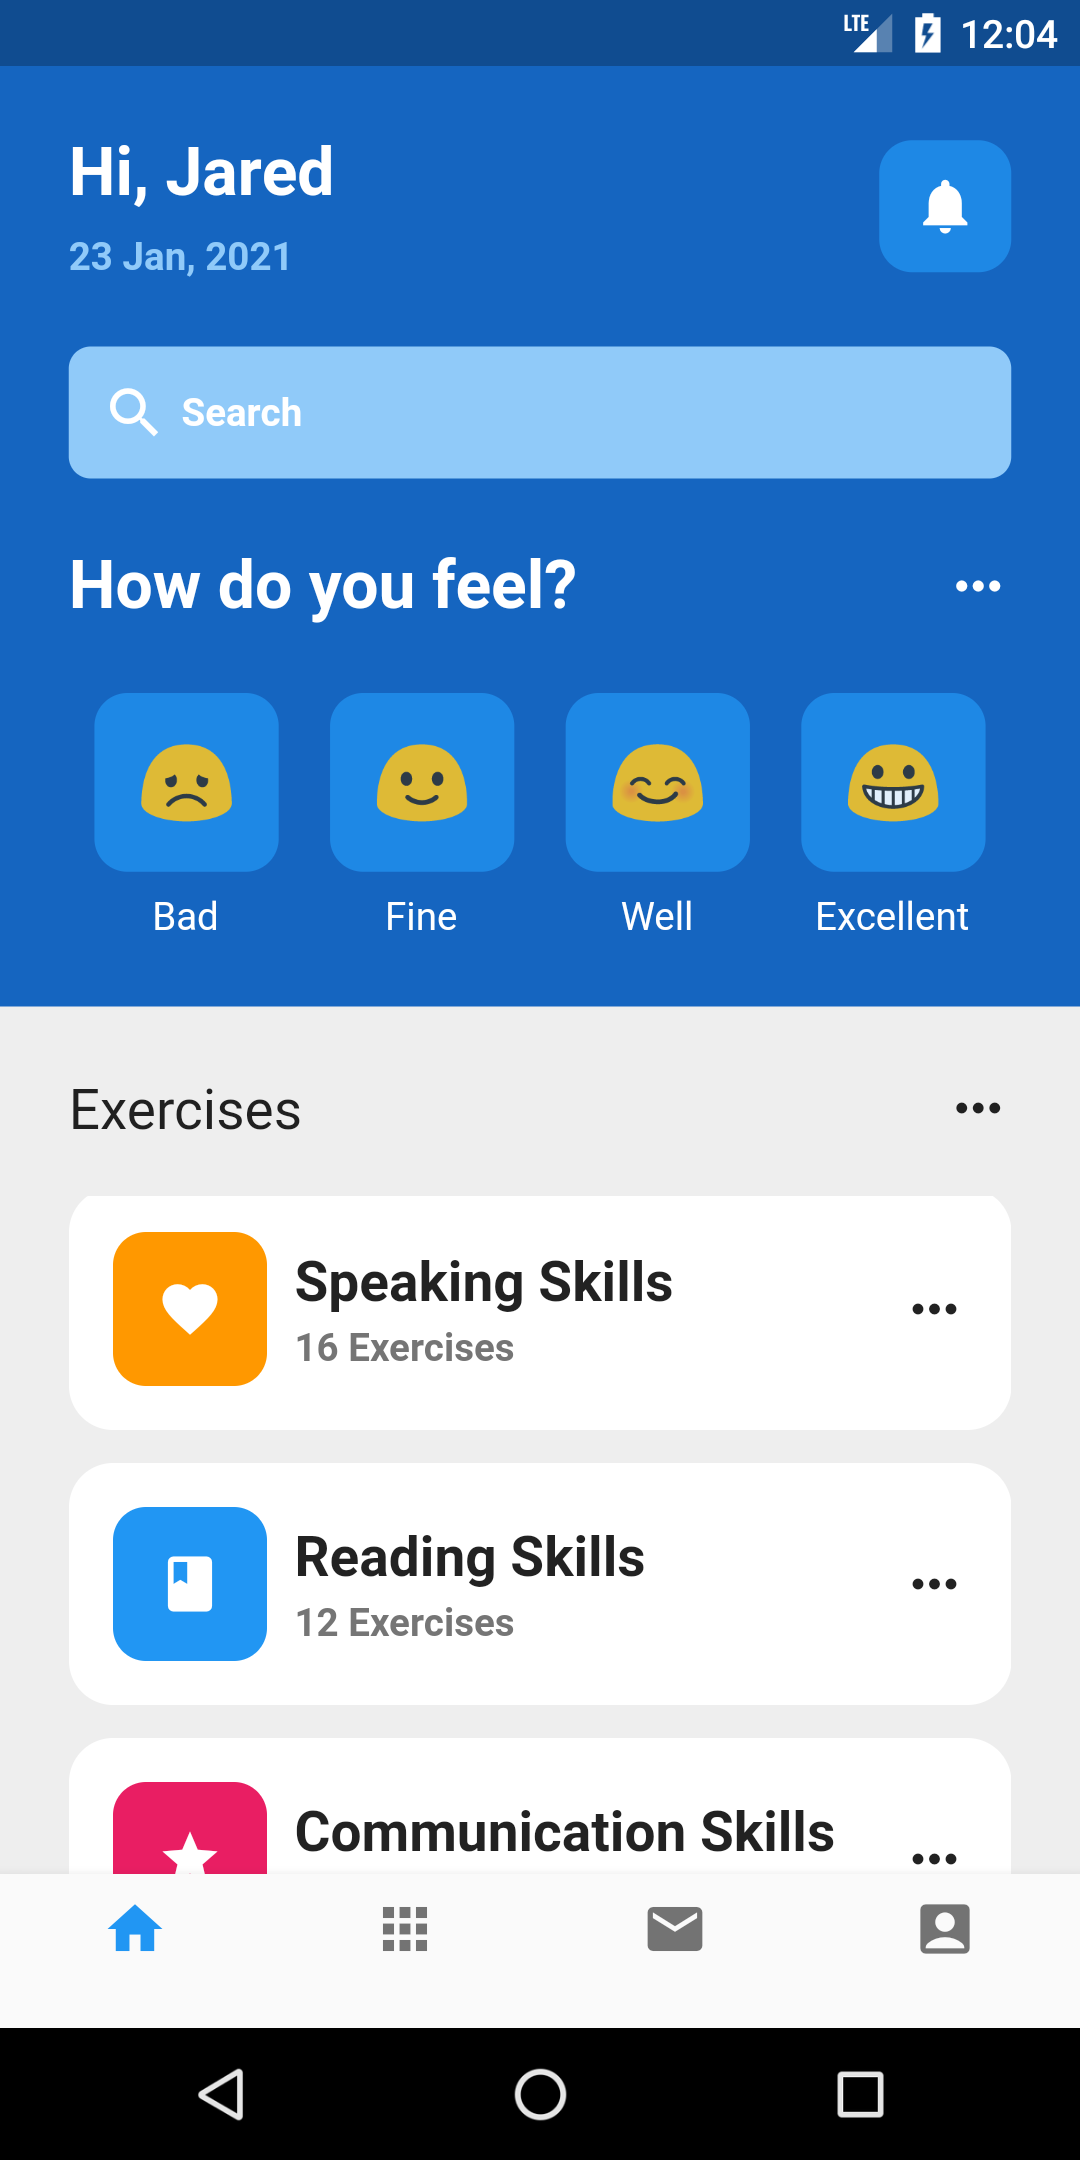 LTE 12:04
Hi, Jared
23 Jan, 2021
Search
How do you feel?
Bad Fine Well Excellent
Exercises
Speaking Skills
16 Exercises
Reading Skills
12 Exercises
Communication Skills